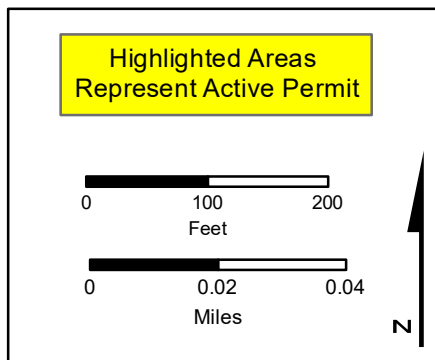 Highlighted Areas
Represent Active Permit
0 100 200
Feet
0 0.02 0.04
Miles
N